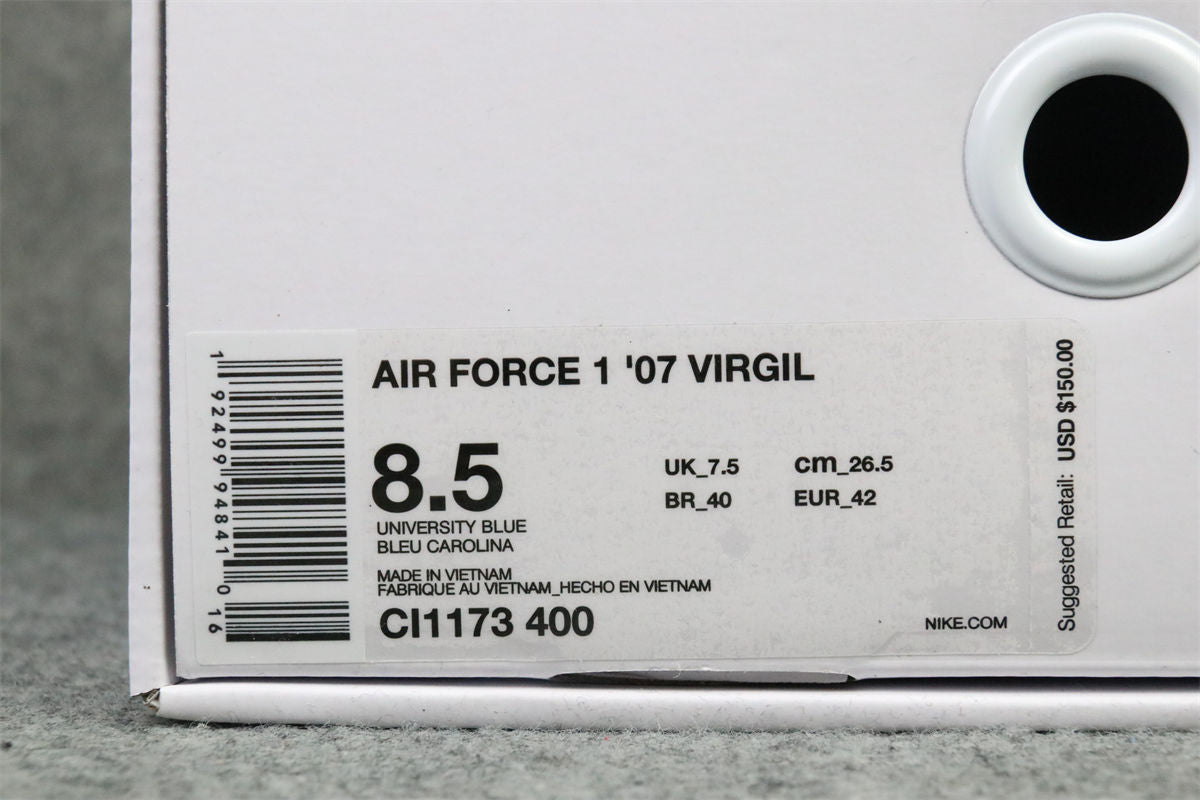 AIR FORCE 1 '07 VIRGIL
8.5
UK_7.5
cm_26.5
BR_40
EUR_42
UNIVERSITY BLUE
BLEU CAROLINA
MADE IN VIETNAM
FABRIQUE AU VIETNAM_HECHO EN VIETNAM
CI1173 400
NIKE.COM
Suggested Retail: USD $150.00
1 92499 94841 0 16